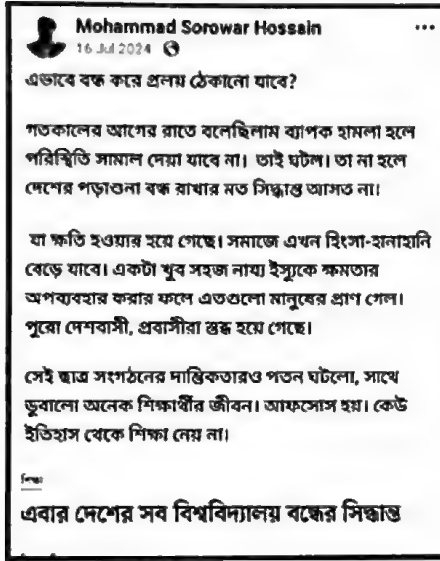 Mohammad Sorowar Hossain
16 Jul 2024
এভাবে বন্ধ করে প্রলয় ঠেকানো যাবে?
গতকালের আগের রাতে বলেছিলাম ব্যাপক হামলা হলে
পরিস্থিতি সামাল দেয়া যাবে না। তাই ঘটল। তা না হলে
দেশের পড়াশুনা বন্ধ রাখার মত সিদ্ধান্ত আসত না।
যা ক্ষতি হওয়ার হয়ে গেছে। সমাজে এখন হিংসা-হানাহানি
বেড়ে যাবে। একটা খুব সহজ নায্য ইস্যুকে ক্ষমতার
অপব্যবহার করার ফলে এতগুলো মানুষের প্রাণ গেল।
পুরো দেশবাসী, প্রবাসীরা স্তব্ধ হয়ে গেছে।
সেই ছাত্র সংগঠনের দাম্ভিকতারও পতন ঘটলো, সাথে
ডুবালো অনেক শিক্ষার্থীর জীবন। আফসোস হয়। কেউ
ইতিহাস থেকে শিক্ষা নেয় না।
শিক্ষা
এবার দেশের সব বিশ্ববিদ্যালয় বন্ধের সিদ্ধান্ত